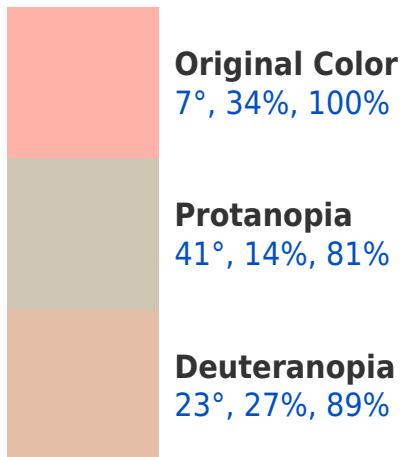 Original Color
7°, 34%, 100%
Protanopia
41°, 14%, 81%
Deuteranopia
23°, 27%, 89%